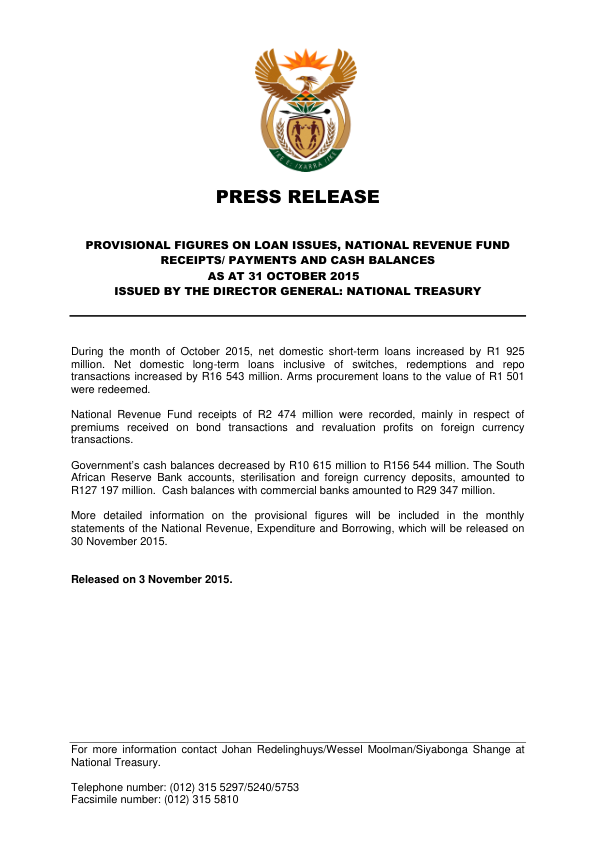 !KE E: /XARRA //KE
PRESS RELEASE
PROVISIONAL FIGURES ON LOAN ISSUES, NATIONAL REVENUE FUND
RECEIPTS/ PAYMENTS AND CASH BALANCES
AS AT 31 OCTOBER 2015
ISSUED BY THE DIRECTOR GENERAL: NATIONAL TREASURY
During the month of October 2015, net domestic short-term loans increased by R1 925
million. Net domestic long-term loans inclusive of switches, redemptions and repo
transactions increased by R16 543 million. Arms procurement loans to the value of R1 501
were redeemed.
National Revenue Fund receipts of R2 474 million were recorded, mainly in respect of
premiums received on bond transactions and revaluation profits on foreign currency
transactions.
Government’s cash balances decreased by R10 615 million to R156 544 million. The South
African Reserve Bank accounts, sterilisation and foreign currency deposits, amounted to
R127 197 million.  Cash balances with commercial banks amounted to R29 347 million.
More detailed information on the provisional figures will be included in the monthly
statements of the National Revenue, Expenditure and Borrowing, which will be released on
30 November 2015.
Released on 3 November 2015.
For more information contact Johan Redelinghuys/Wessel Moolman/Siyabonga Shange at
National Treasury.
Telephone number: (012) 315 5297/5240/5753
Facsimile number: (012) 315 5810